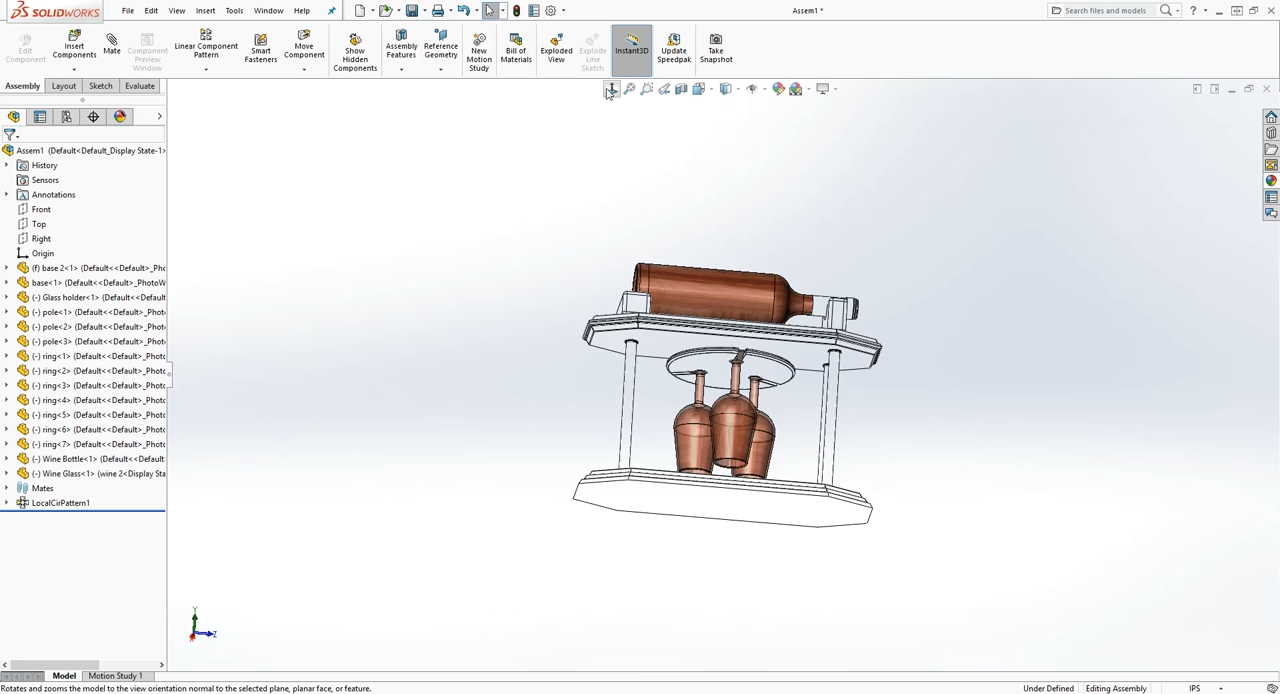 SOLIDWORKS
File Edit View Insert Tools Window Help
Assem1 *
Search files and models
Edit Component
Insert Components
Mate
Component Preview Window
Linear Component Pattern
Smart Fasteners
Move Component
Show Hidden Components
Assembly Features
Reference Geometry
New Motion Study
Bill of Materials
Exploded View
Explode Line Sketch
Instant3D
Update Speedpak
Take Snapshot
Assembly Layout Sketch Evaluate
Assem1 (Default<Default_Display State-1>
History
Sensors
Annotations
Front
Top
Right
Origin
(f) base 2<1> (Default<<Default>_Pho
base<1> (Default<<Default>_PhotoW
(-) Glass holder<1> (Default<<Default
(-) pole<1> (Default<<Default>_Photo
(-) pole<2> (Default<<Default>_Photo
(-) pole<3> (Default<<Default>_Photo
(-) ring<1> (Default<<Default>_Photo
(-) ring<2> (Default<<Default>_Photo
(-) ring<3> (Default<<Default>_Photo
(-) ring<4> (Default<<Default>_Photo
(-) ring<5> (Default<<Default>_Photo
(-) ring<6> (Default<<Default>_Photo
(-) ring<7> (Default<<Default>_Photo
(-) Wine Bottle<1> (Default<<Default
(-) Wine Glass<1> (wine 2<Display Sta
Mates
LocalCirPattern1
Y
Z
Model Motion Study 1
Rotates and zooms the model to the view orientation normal to the selected plane, planar face, or feature.
Under Defined Editing Assembly IPS